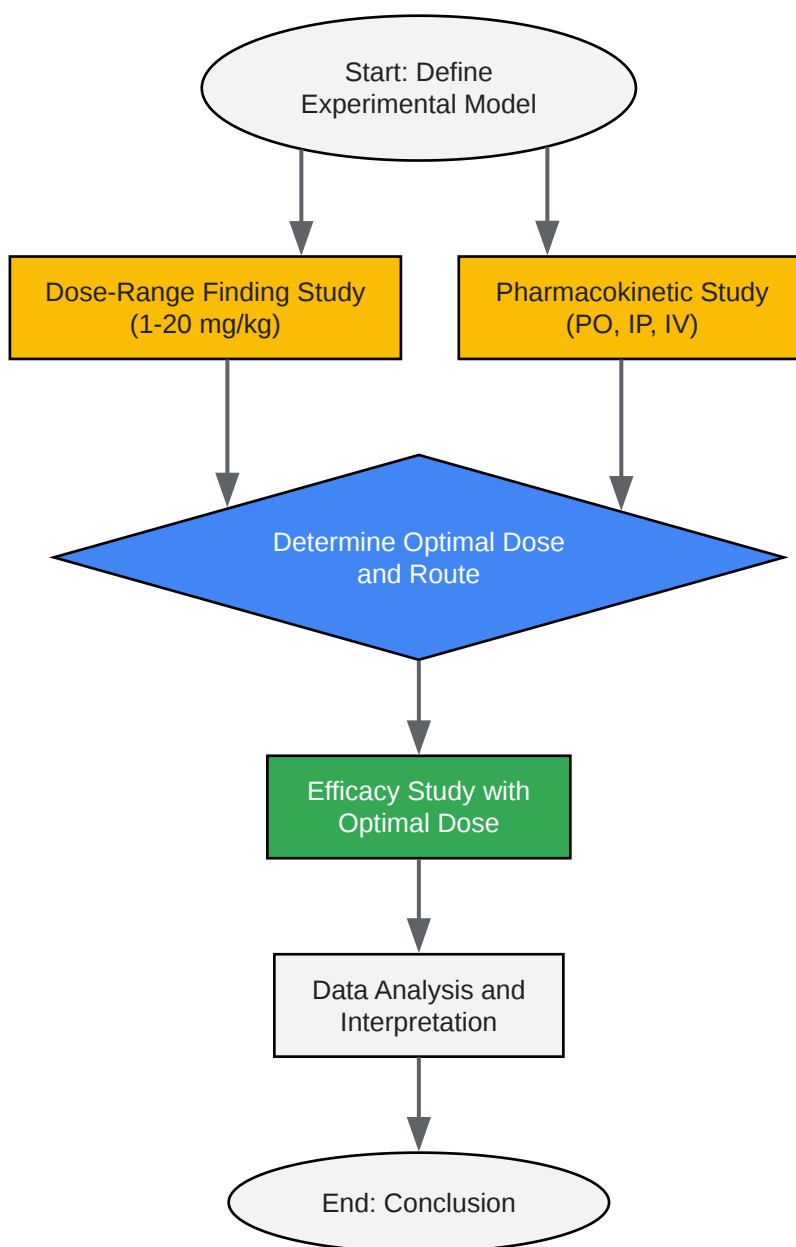 Start: Define
Experimental Model
Dose-Range Finding Study
(1-20 mg/kg)
Pharmacokinetic Study
(PO, IP, IV)
Determine Optimal Dose
and Route
Efficacy Study with
Optimal Dose
Data Analysis and
Interpretation
End: Conclusion